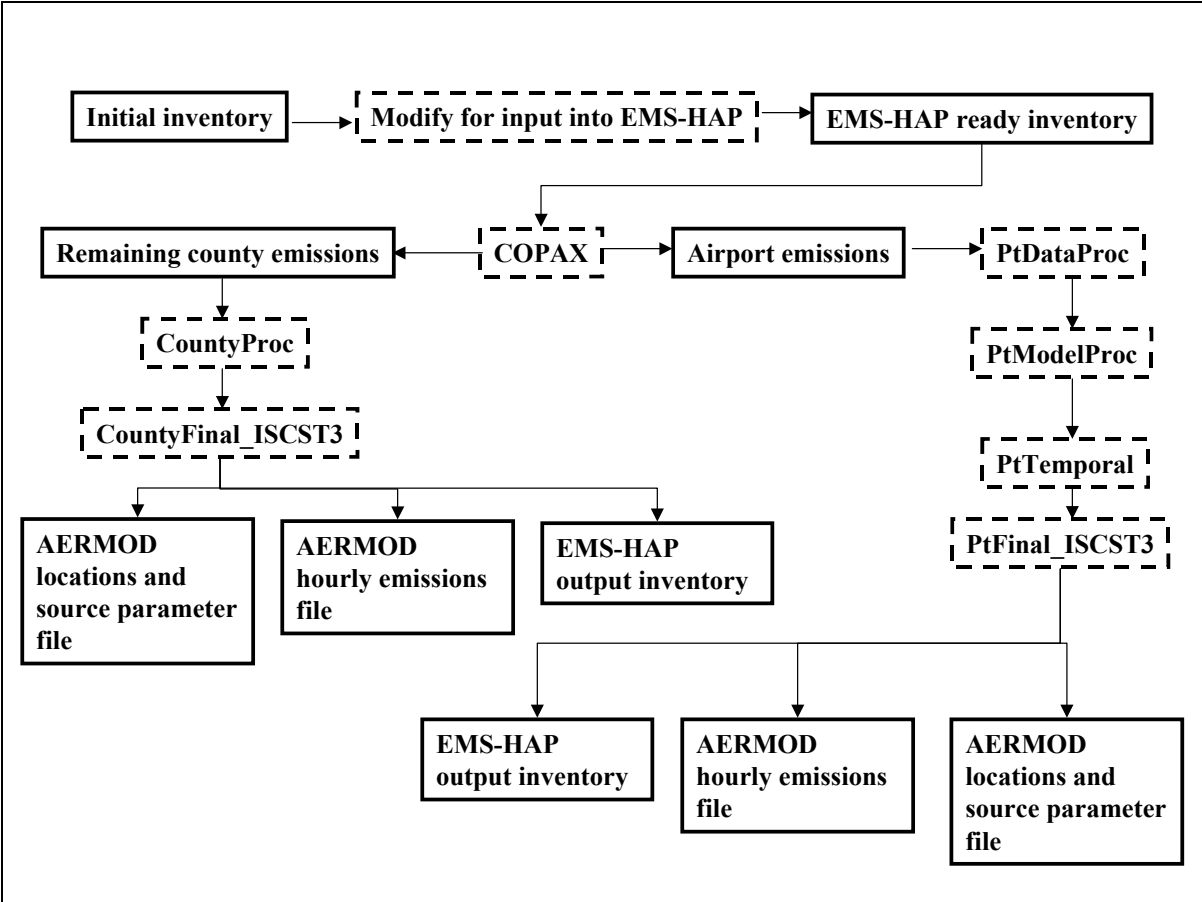 Initial inventory
Modify for input into EMS-HAP
EMS-HAP ready inventory
Remaining county emissions
COPAX
Airport emissions
PtDataProc
CountyProc
PtModelProc
CountyFinal_ISCST3
PtTemporal
PtFinal_ISCST3
AERMOD
locations and
source parameter
file
AERMOD
hourly emissions
file
EMS-HAP
output inventory
EMS-HAP
output inventory
AERMOD
hourly emissions
file
AERMOD
locations and
source parameter
file